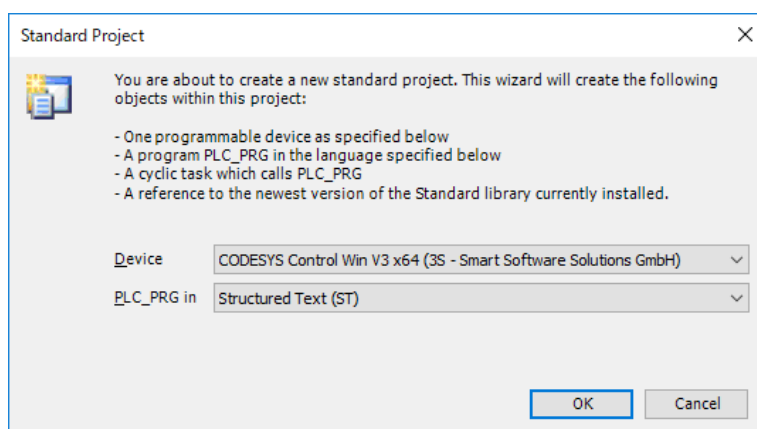 Standard Project
You are about to create a new standard project. This wizard will create the following
objects within this project:
- One programmable device as specified below
- A program PLC_PRG in the language specified below
- A cyclic task which calls PLC_PRG
- A reference to the newest version of the Standard library currently installed.
Device CODESYS Control Win V3 x64 (3S - Smart Software Solutions GmbH)
PLC_PRG in Structured Text (ST)
OK Cancel